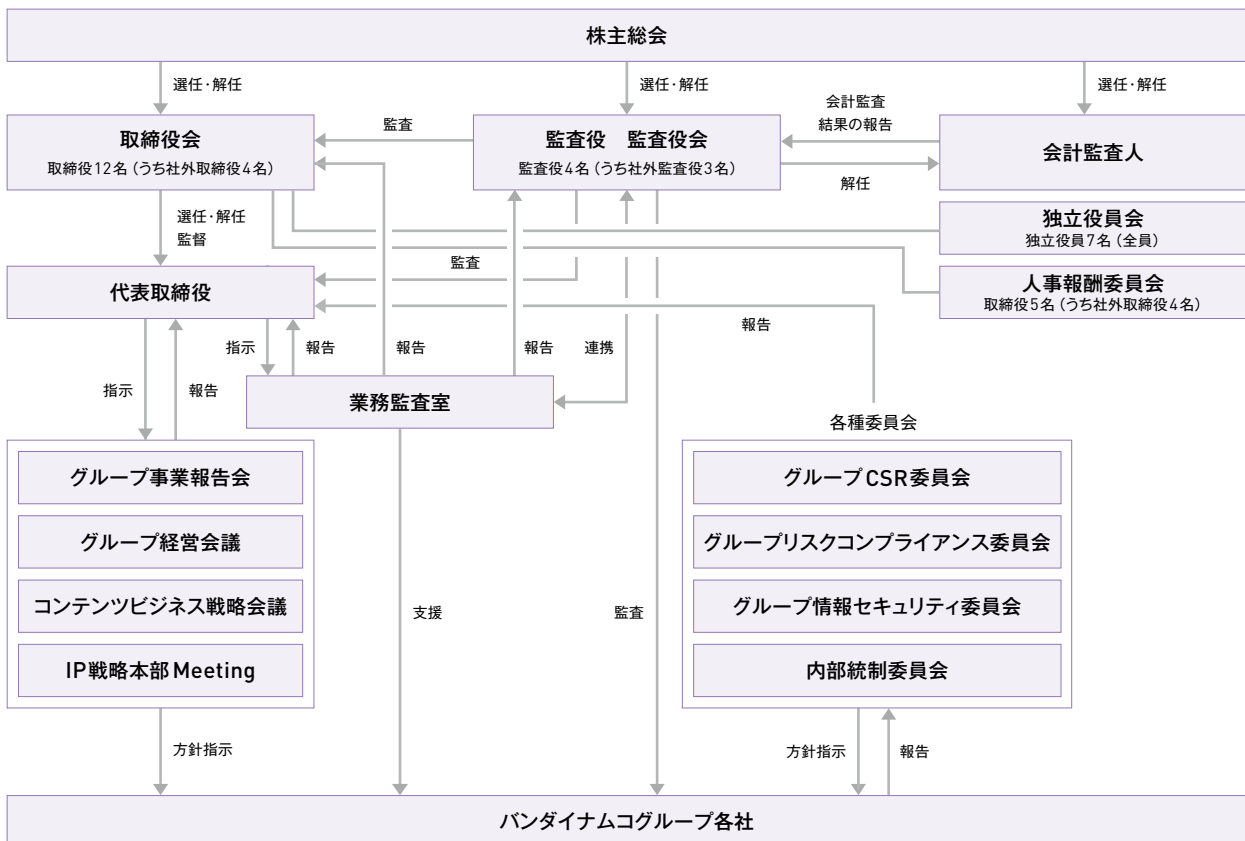 株主総会
選任・解任
選任・解任
選任・解任
取締役会
取締役12名（うち社外取締役4名）
監査
監査役　監査役会
監査役4名（うち社外監査役3名）
会計監査
結果の報告
解任
会計監査人
独立役員会
独立役員7名（全員）
人事報酬委員会
取締役5名（うち社外取締役4名）
選任・解任
監督
監査
代表取締役
報告
指示
報告
指示
報告
報告
報告
連携
業務監査室
各種委員会
グループ事業報告会
グループ経営会議
コンテンツビジネス戦略会議
IP戦略本部Meeting
グループCSR委員会
グループリスクコンプライアンス委員会
グループ情報セキュリティ委員会
内部統制委員会
支援
監査
方針指示
方針指示
報告
バンダイナムコグループ各社